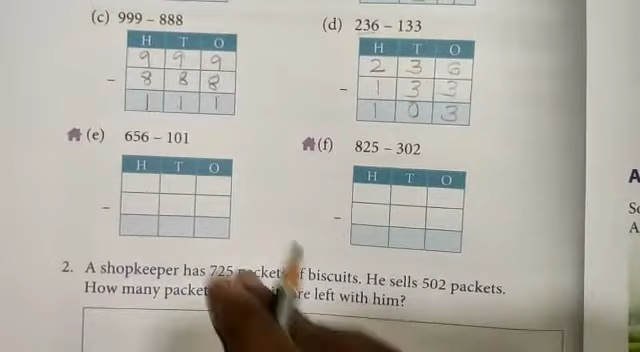 (c) 999 – 888
H T O
9 9 9
– 8 8 8
1 1 1
(d) 236 – 133
H T O
2 3 6
– 1 3 3
1 0 3
(e) 656 – 101
H T O
–
(f) 825 – 302
H T O
–
2. A shopkeeper has 725 of biscuits. He sells 502 packets.
How many are left with him?
A